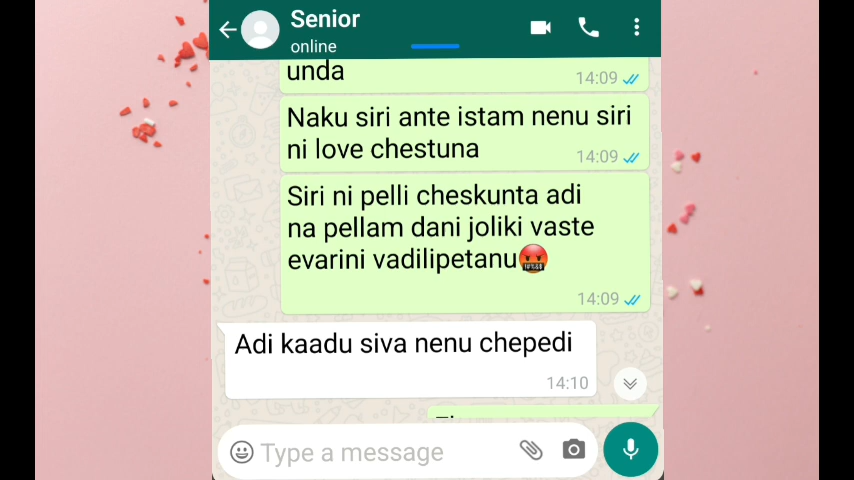 Senior
online
unda
14:09
Naku siri ante istam nenu siri
ni love chestuna
14:09
Siri ni pelli cheskunta adi
na pellam dani joliki vaste
evarini vadilipetanu🤬
14:09
Adi kaadu siva nenu chepedi
14:10
Type a message